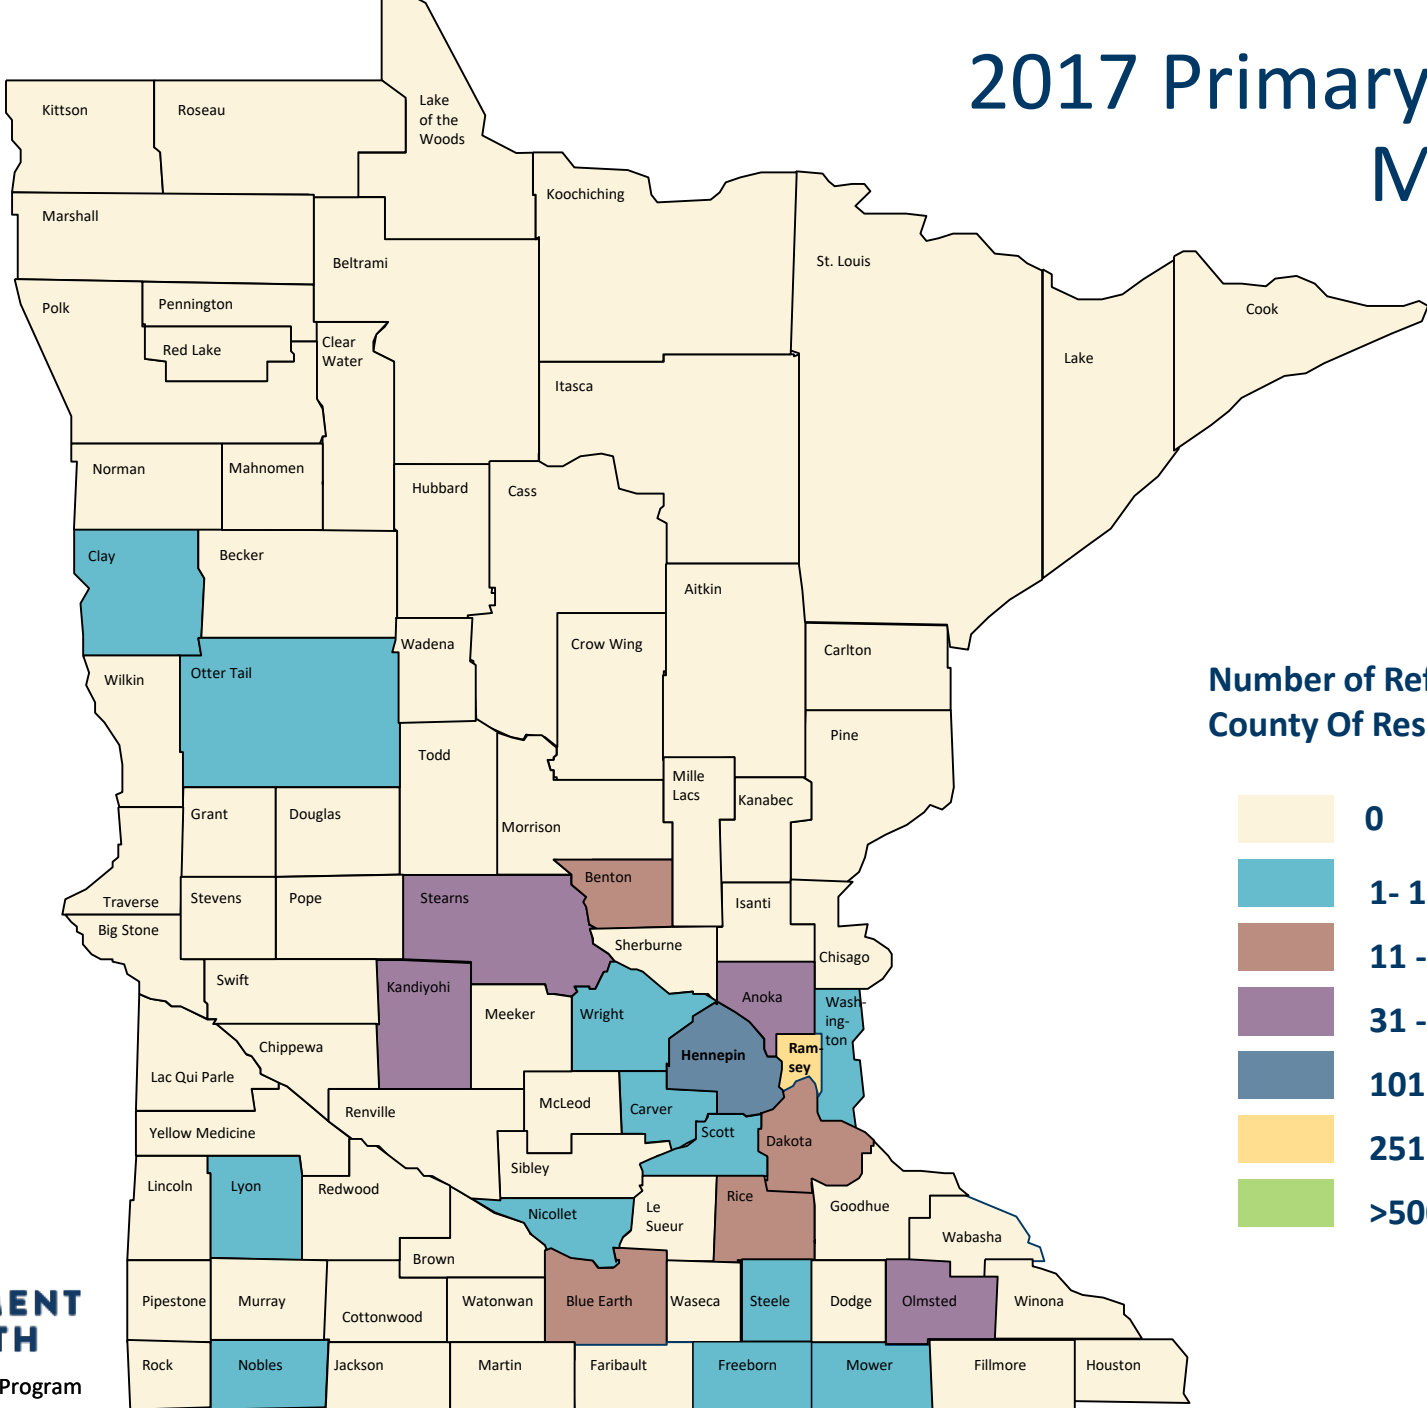 2017 Primary
M
Kittson
Roseau
Lake
of the
Woods
Koochiching
Marshall
Beltrami
St. Louis
Polk
Pennington
Cook
Red Lake
Clear
Water
Lake
Itasca
Norman
Mahnomen
Hubbard
Cass
Clay
Becker
Aitkin
Wadena
Crow Wing
Carlton
Otter Tail
Wilkin
Number of Ref
County Of Res
Todd
Pine
Mille
Lacs
Kanabec
Grant
Douglas
Morrison
0
Benton
Traverse
Stevens
Pope
Stearns
Isanti
1- 1
Big Stone
Sherburne
Chisago
11 -
Swift
Kandiyohi
Meeker
Wright
Anoka
Wash-
ing-
ton
31 -
Chippewa
Hennepin
Ram-
sey
Lac Qui Parle
101
Renville
McLeod
Carver
Yellow Medicine
Scott
Dakota
251
Lincoln
Lyon
Redwood
Sibley
Rice
Le
Sueur
Goodhue
Nicollet
>50
Wabasha
Brown
Pipestone
Murray
Cottonwood
Watonwan
Blue Earth
Waseca
Steele
Dodge
Olmsted
Winona
MENT
TH
Rock
Nobles
Jackson
Martin
Faribault
Freeborn
Mower
Fillmore
Houston
Program